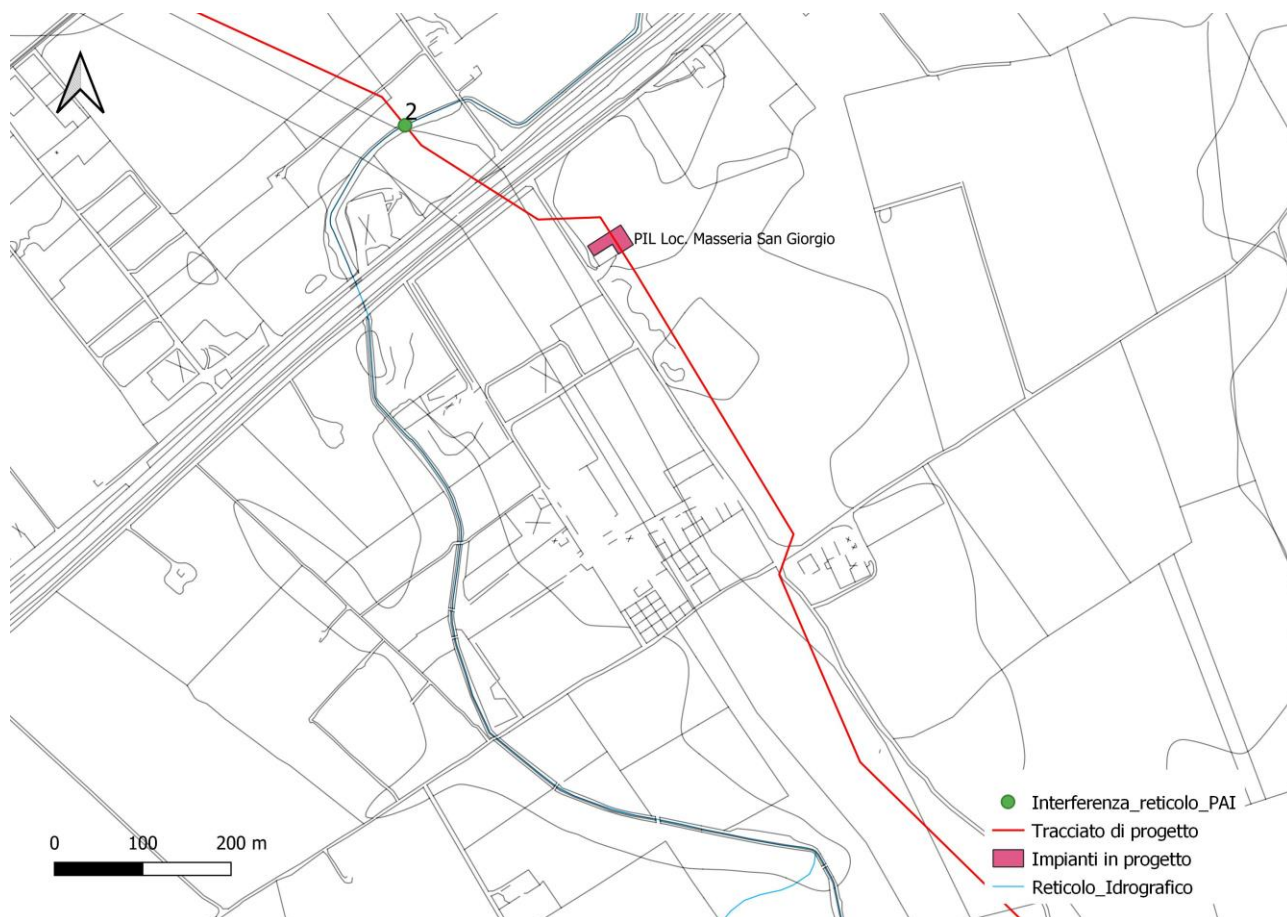 2
PIL Loc. Masseria San Giorgio
0 100 200 m
Interferenza_reticolo_PAI
Tracciato di progetto
Impianti in progetto
Reticolo_Idrografico